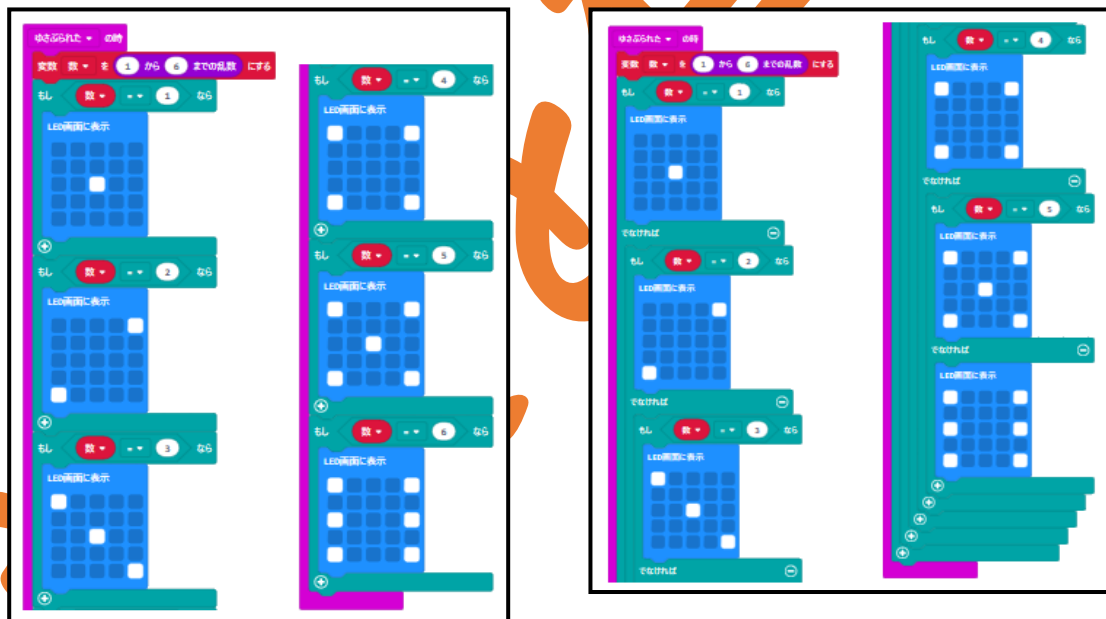 ゆさぶられた の時
変数 数 を 1 から 6 までの乱数 にする
もし 数 = 1 なら
LED画面に表示
もし 数 = 2 なら
LED画面に表示
もし 数 = 3 なら
LED画面に表示
もし 数 = 4 なら
LED画面に表示
もし 数 = 5 なら
LED画面に表示
もし 数 = 6 なら
LED画面に表示
ゆさぶられた の時
変数 数 を 1 から 6 までの乱数 にする
もし 数 = 1 なら
LED画面に表示
でなければ
もし 数 = 2 なら
LED画面に表示
でなければ
もし 数 = 3 なら
LED画面に表示
でなければ
もし 数 = 4 なら
LED画面に表示
でなければ
もし 数 = 5 なら
LED画面に表示
でなければ
LED画面に表示